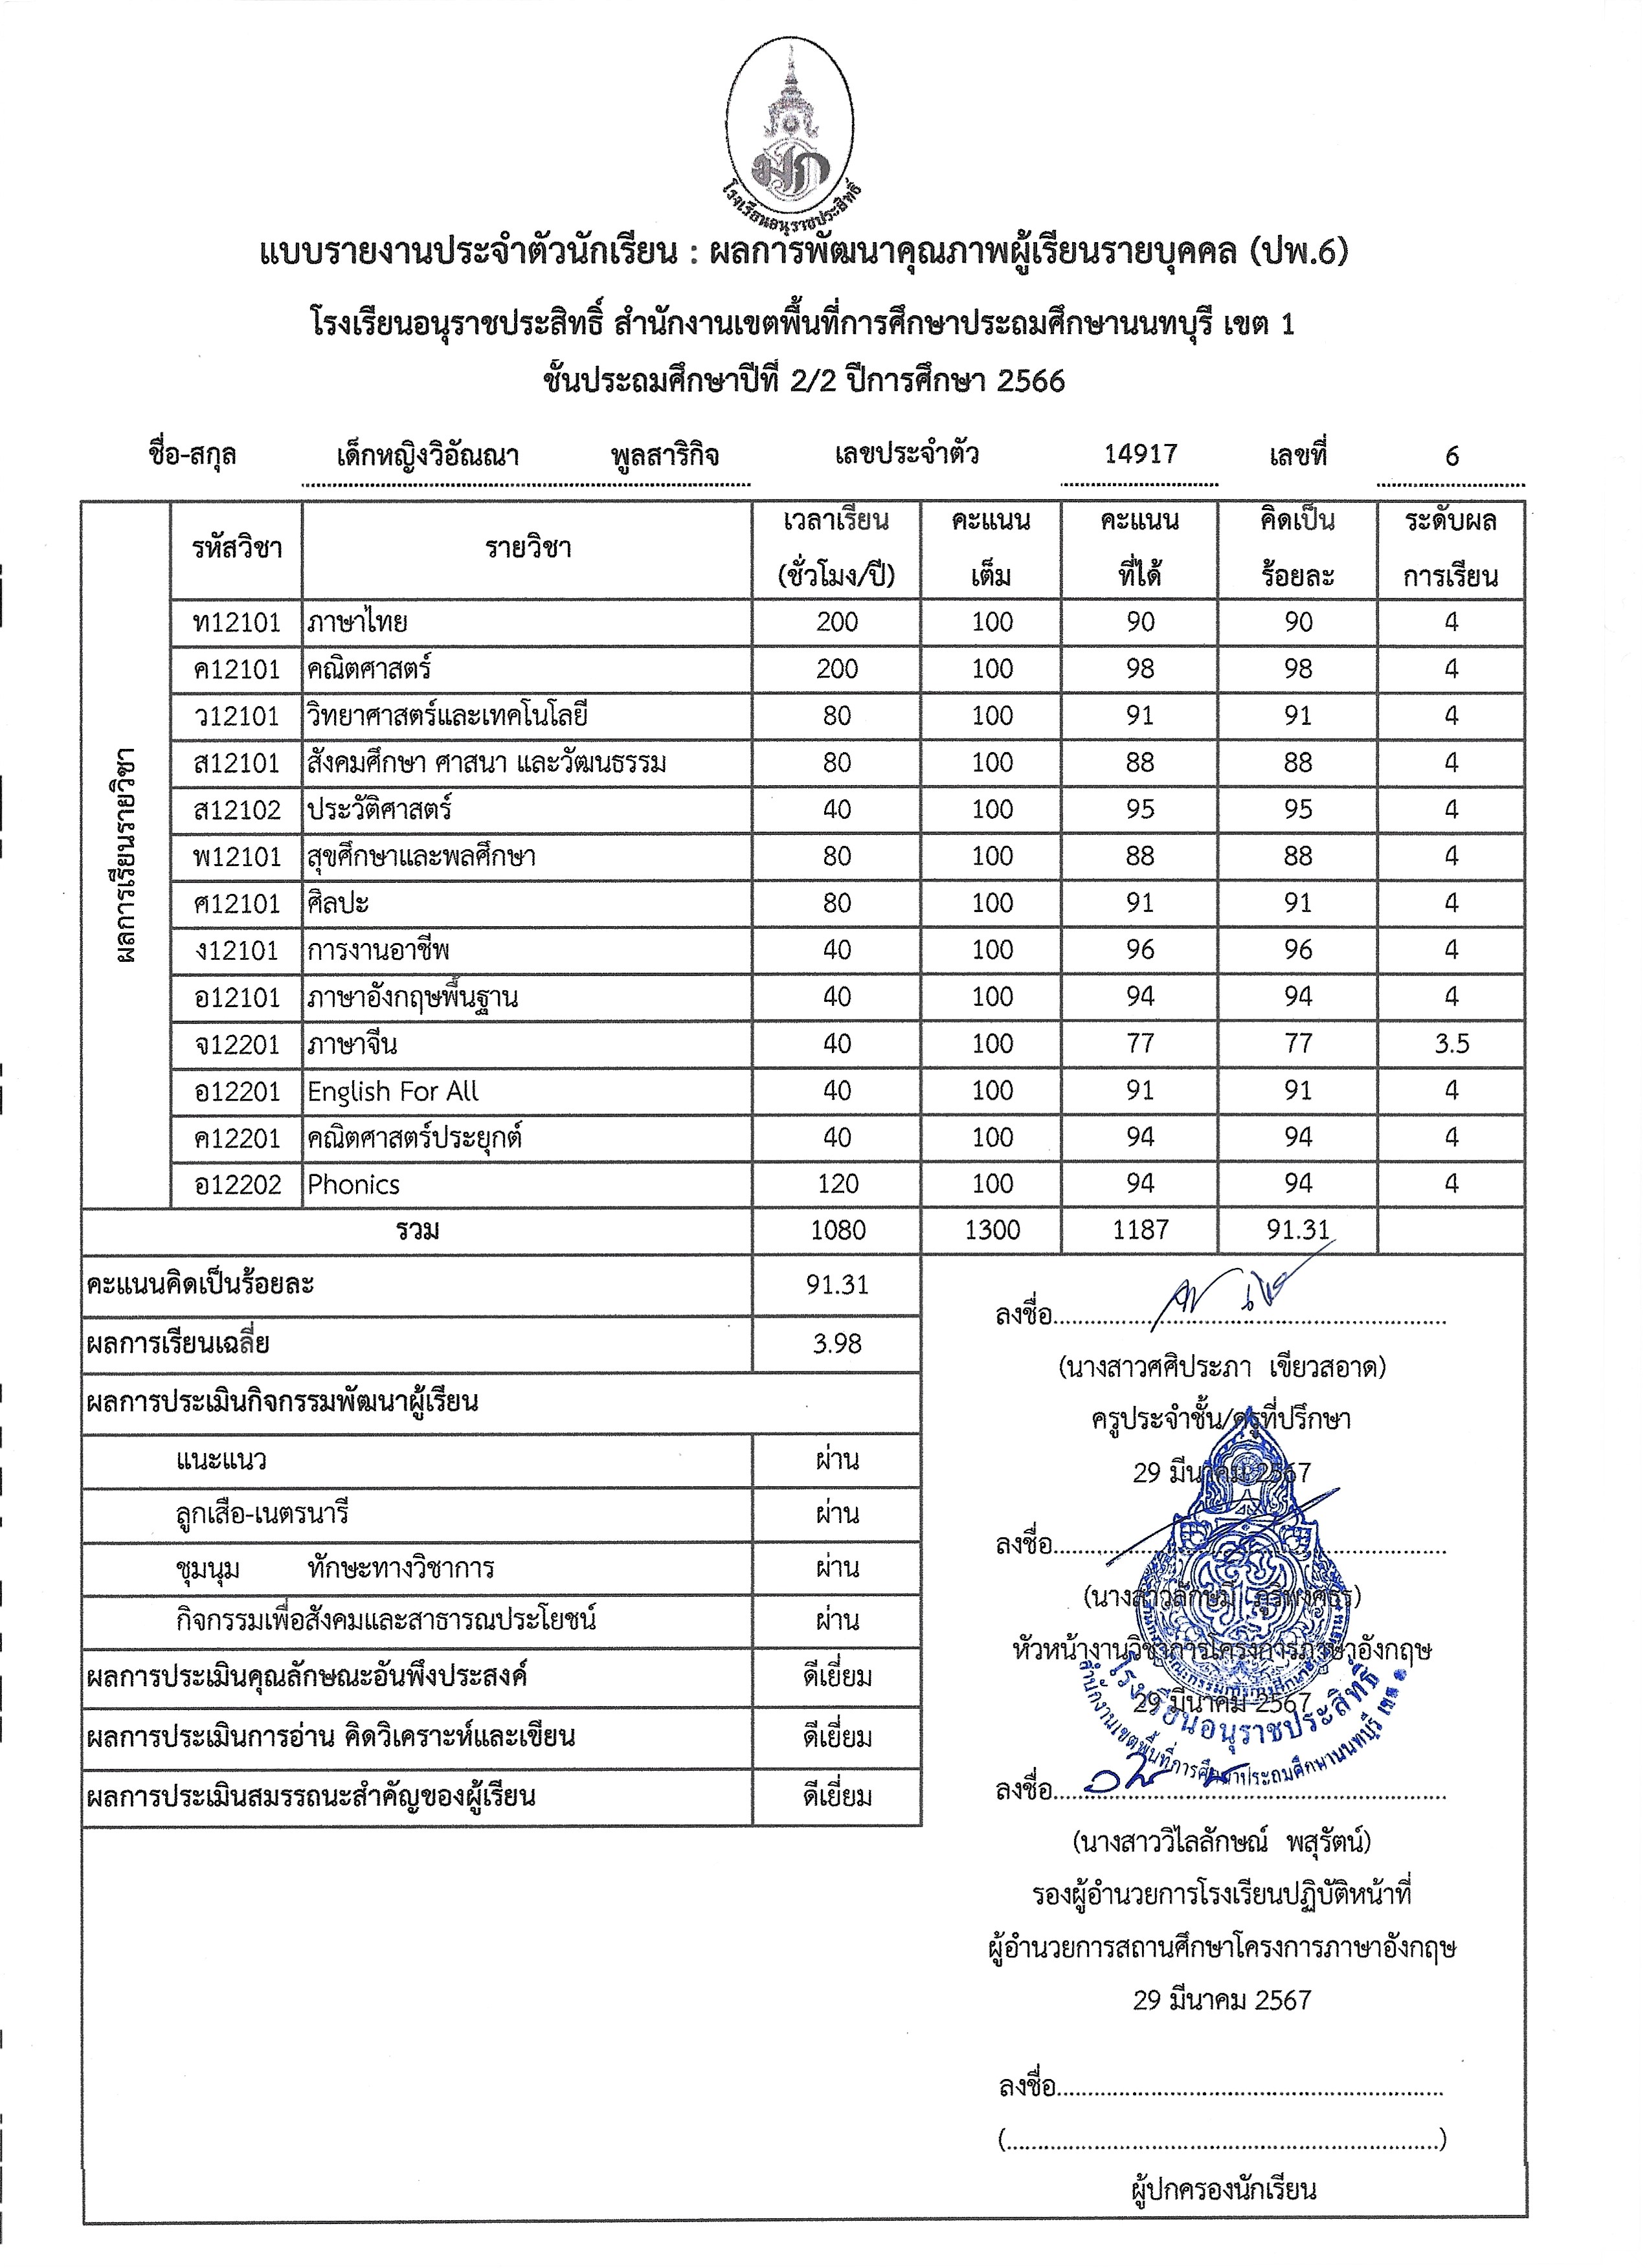 โรงเรียนอนุราชประสิทธิ์
แบบรายงานประจำตัวนักเรียน : ผลการพัฒนาคุณภาพผู้เรียนรายบุคคล (ปพ.6)
โรงเรียนอนุราชประสิทธิ์ สำนักงานเขตพื้นที่การศึกษาประถมศึกษานนทบุรี เขต 1
ชั้นประถมศึกษาปีที่ 2/2 ปีการศึกษา 2566
ชื่อ-สกุล เด็กหญิงวิอัณณา พูลสาริกิจ เลขประจำตัว 14917 เลขที่ 6
ผลการเรียนรายวิชา
รหัสวิชา รายวิชา เวลาเรียน (ชั่วโมง/ปี) คะแนนเต็ม คะแนนที่ได้ คิดเป็นร้อยละ ระดับผลการเรียน
ท12101 ภาษาไทย 200 100 90 90 4
ค12101 คณิตศาสตร์ 200 100 98 98 4
ว12101 วิทยาศาสตร์และเทคโนโลยี 80 100 91 91 4
ส12101 สังคมศึกษา ศาสนา และวัฒนธรรม 80 100 88 88 4
ส12102 ประวัติศาสตร์ 40 100 95 95 4
พ12101 สุขศึกษาและพลศึกษา 80 100 88 88 4
ศ12101 ศิลปะ 80 100 91 91 4
ง12101 การงานอาชีพ 40 100 96 96 4
อ12101 ภาษาอังกฤษพื้นฐาน 40 100 94 94 4
จ12201 ภาษาจีน 40 100 77 77 3.5
อ12201 English For All 40 100 91 91 4
ค12201 คณิตศาสตร์ประยุกต์ 40 100 94 94 4
อ12202 Phonics 120 100 94 94 4
รวม 1080 1300 1187 91.31
คะแนนคิดเป็นร้อยละ 91.31
ผลการเรียนเฉลี่ย 3.98
ผลการประเมินกิจกรรมพัฒนาผู้เรียน
แนะแนว ผ่าน
ลูกเสือ-เนตรนารี ผ่าน
ชุมนุม ทักษะทางวิชาการ ผ่าน
กิจกรรมเพื่อสังคมและสาธารณประโยชน์ ผ่าน
ผลการประเมินคุณลักษณะอันพึงประสงค์ ดีเยี่ยม
ผลการประเมินการอ่าน คิดวิเคราะห์และเขียน ดีเยี่ยม
ผลการประเมินสมรรถนะสำคัญของผู้เรียน ดีเยี่ยม
ลงชื่อ
(นางสาวศศิประภา เขียวสอาด)
ครูประจำชั้น/ครูที่ปรึกษา
29 มีนาคม 2567
ลงชื่อ
(นางสาวลักษมี
หัวหน้างานวิชาการโครงการภาษาอังกฤษ
29 มีนาคม 2567
โรงเรียนอนุราชประสิทธิ์
สำนักงานเขตพื้นที่การศึกษาประถมศึกษานนทบุรี เขต ๑
ลงชื่อ
(นางสาววิไลลักษณ์ พสุรัตน์)
รองผู้อำนวยการโรงเรียนปฏิบัติหน้าที่
ผู้อำนวยการสถานศึกษาโครงการภาษาอังกฤษ
29 มีนาคม 2567
ลงชื่อ
(
)
ผู้ปกครองนักเรียน